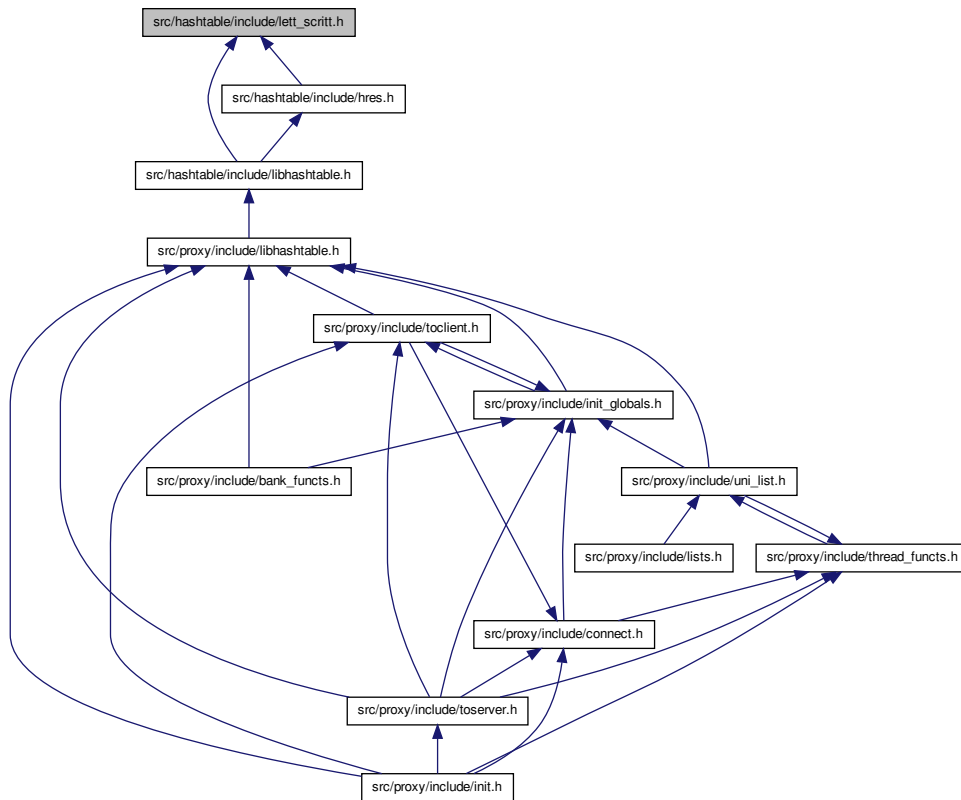 src/hashtable/include/lett_scritt.h
src/hashtable/include/hres.h
src/hashtable/include/libhashtable.h
src/proxy/include/libhashtable.h
src/proxy/include/toclient.h
src/proxy/include/init_globals.h
src/proxy/include/bank_functs.h
src/proxy/include/uni_list.h
src/proxy/include/lists.h
src/proxy/include/thread_functs.h
src/proxy/include/connect.h
src/proxy/include/toserver.h
src/proxy/include/init.h